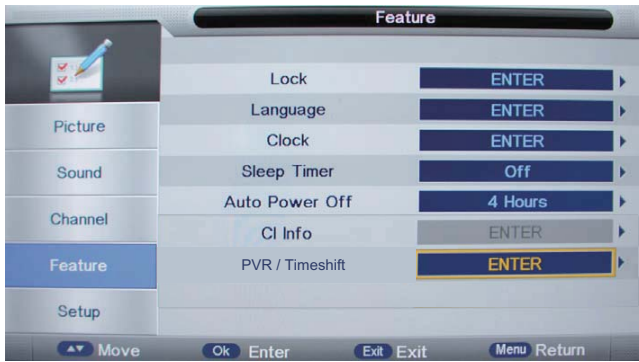 Feature
Lock ENTER
Language ENTER
Picture
Clock ENTER
Sound
Sleep Timer Off
Auto Power Off 4 Hours
Channel
CI Info ENTER
Feature
PVR / Timeshift ENTER
Setup
▲▼ Move Ok Enter Exit Exit Menu Return